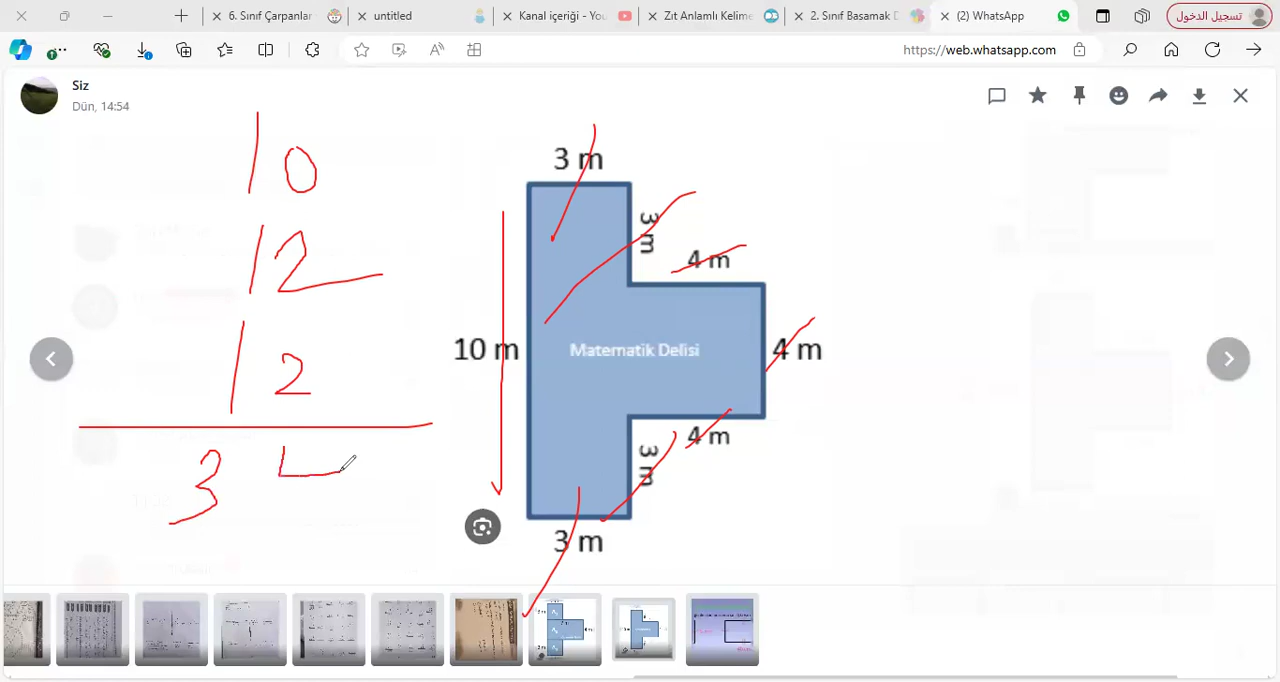 6. Sınıf Çarpanlar
untitled
Kanal içeriği - You
Zıt Anlamlı Kelime
2. Sınıf Basamak D
(2) WhatsApp
تسجيل الدخول
https://web.whatsapp.com
Siz
Dün, 14:54
10
12
12
3
3 m
3 m
4 m
10 m
Matematik Delisi
4 m
4 m
3 m
3 m